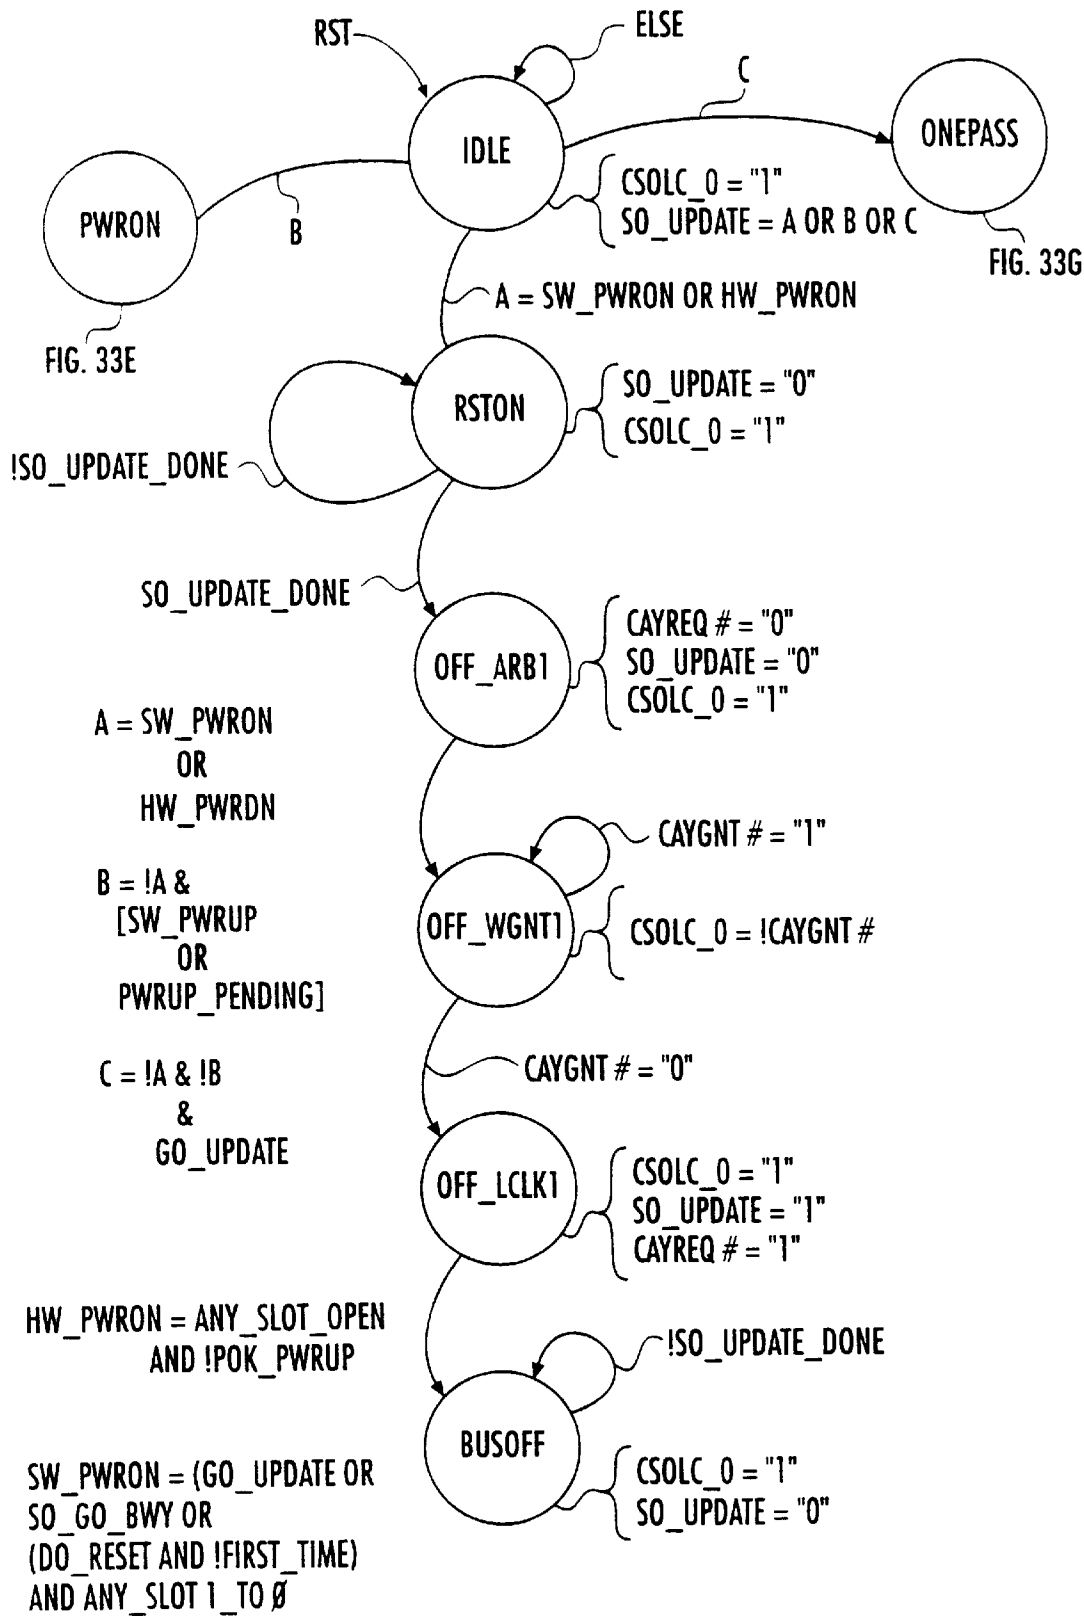 RST
ELSE
C
IDLE
ONEPASS
PWRON
B
CSOLC_0 = "1"
SO_UPDATE = A OR B OR C
FIG. 33G
A = SW_PWRON OR HW_PWRON
FIG. 33E
RSTON
SO_UPDATE = "0"
CSOLC_0 = "1"
!SO_UPDATE_DONE
SO_UPDATE_DONE
OFF_ARB1
CAYREQ # = "0"
SO_UPDATE = "0"
CSOLC_0 = "1"
A = SW_PWRON
OR
HW_PWRDN
CAYGNT # = "1"
B = !A &
[SW_PWRUP
OR
PWRUP_PENDING]
OFF_WGNT1
CSOLC_0 = !CAYGNT #
CAYGNT # = "0"
C = !A & !B
&
GO_UPDATE
OFF_LCLK1
CSOLC_0 = "1"
SO_UPDATE = "1"
CAYREQ # = "1"
HW_PWRON = ANY_SLOT_OPEN
AND !POK_PWRUP
!SO_UPDATE_DONE
BUSOFF
CSOLC_0 = "1"
SO_UPDATE = "0"
SW_PWRON = (GO_UPDATE OR
SO_GO_BWY OR
(DO_RESET AND !FIRST_TIME)
AND ANY_SLOT 1_TO Ø